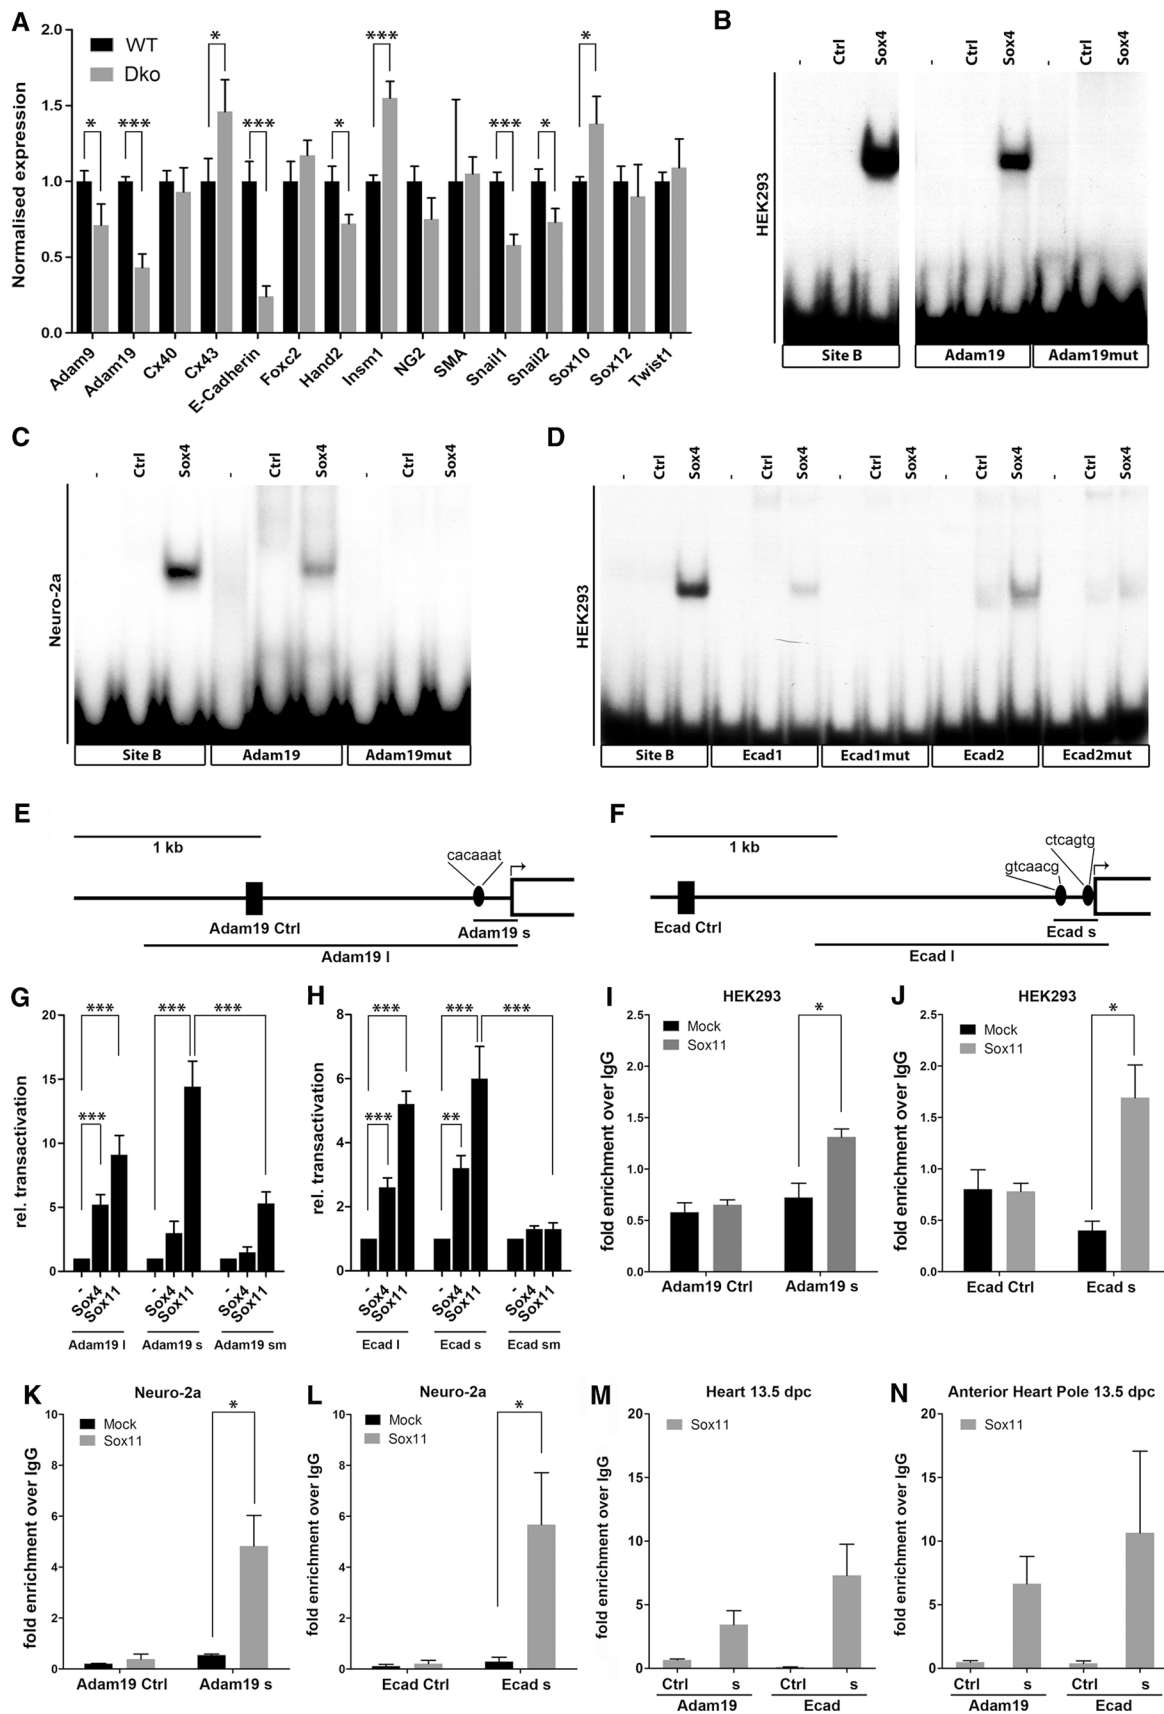 A
Normalised expression
2.0
1.5
1.0
0.5
0.0
WT
Dko
*
***
*
***
*
***
***
*
*
Adam9
Adam19
Cx40
Cx43
E-Cadherin
Foxc2
Hand2
Insm1
NG2
SMA
Snail1
Snail2
Sox10
Sox12
Twist1
B
HEK293
- Ctrl Sox4 - Ctrl Sox4 - Ctrl Sox4
Site B Adam19 Adam19mut
C
Neuro-2a
- Ctrl Sox4 - Ctrl Sox4 - Ctrl Sox4
Site B Adam19 Adam19mut
D
HEK293
- Ctrl Sox4 - Ctrl Sox4 - Ctrl Sox4 - Ctrl Sox4 - Ctrl Sox4
Site B Ecad1 Ecad1mut Ecad2 Ecad2mut
E
1 kb
cacaaat
Adam19 Ctrl
Adam19 s
Adam19 l
F
1 kb
ctcagtg
gtcaacg
Ecad Ctrl
Ecad s
Ecad l
G
rel. transactivation
20
15
10
5
0
*** *** ***
***
- Sox4 Sox11 - Sox4 Sox11 - Sox4 Sox11
Adam19 l Adam19 s Adam19 sm
H
rel. transactivation
8
6
4
2
0
*** *** ***
*** **
- Sox4 Sox11 - Sox4 Sox11 - Sox4 Sox11
Ecad l Ecad s Ecad sm
I
HEK293
fold enrichment over IgG
2.5
2.0
1.5
1.0
0.5
0.0
Mock
Sox11
*
Adam19 Ctrl Adam19 s
J
HEK293
fold enrichment over IgG
2.5
2.0
1.5
1.0
0.5
0.0
Mock
Sox11
*
Ecad Ctrl Ecad s
K
Neuro-2a
fold enrichment over IgG
10
8
6
4
2
0
Mock
Sox11
*
Adam19 Ctrl Adam19 s
L
Neuro-2a
fold enrichment over IgG
10
8
6
4
2
0
Mock
Sox11
*
Ecad Ctrl Ecad s
M
Heart 13.5 dpc
fold enrichment over IgG
20
15
10
5
0
Sox11
Ctrl s Ctrl s
Adam19 Ecad
N
Anterior Heart Pole 13.5 dpc
fold enrichment over IgG
20
15
10
5
0
Sox11
Ctrl s Ctrl s
Adam19 Ecad